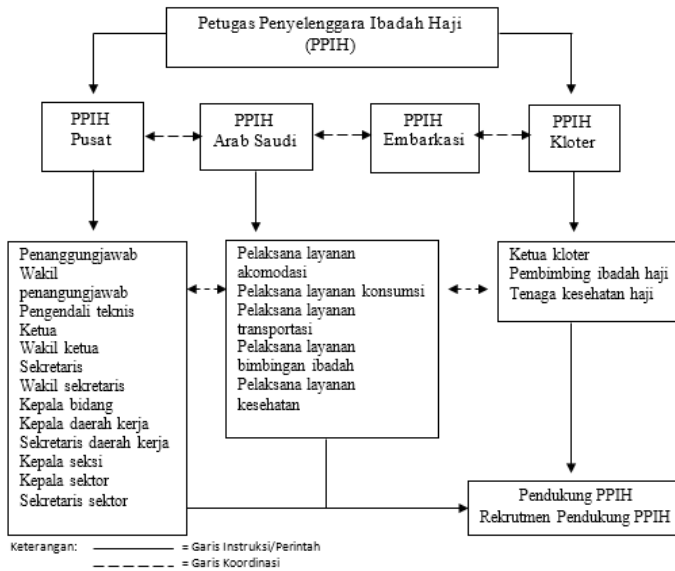 Petugas Penyelenggara Ibadah Haji
(PPIH)
PPIH
Pusat
PPIH
Arab Saudi
PPIH
Embarkasi
PPIH
Kloter
Penanggungjawab
Wakil
penangungjawab
Pengendali teknis
Ketua
Wakil ketua
Sekretaris
Wakil sekretaris
Kepala bidang
Kepala daerah kerja
Sekretaris daerah kerja
Kepala seksi
Kepala sektor
Sekretaris sektor
Pelaksana layanan
akomodasi
Pelaksana layanan konsumsi
Pelaksana layanan
transportasi
Pelaksana layanan
bimbingan ibadah
Pelaksana layanan
kesehatan
Ketua kloter
Pembimbing ibadah haji
Tenaga kesehatan haji
Pendukung PPIH
Rekrutmen Pendukung PPIH
Keterangan: = Garis Instruksi/Perintah
= Garis Koordinasi